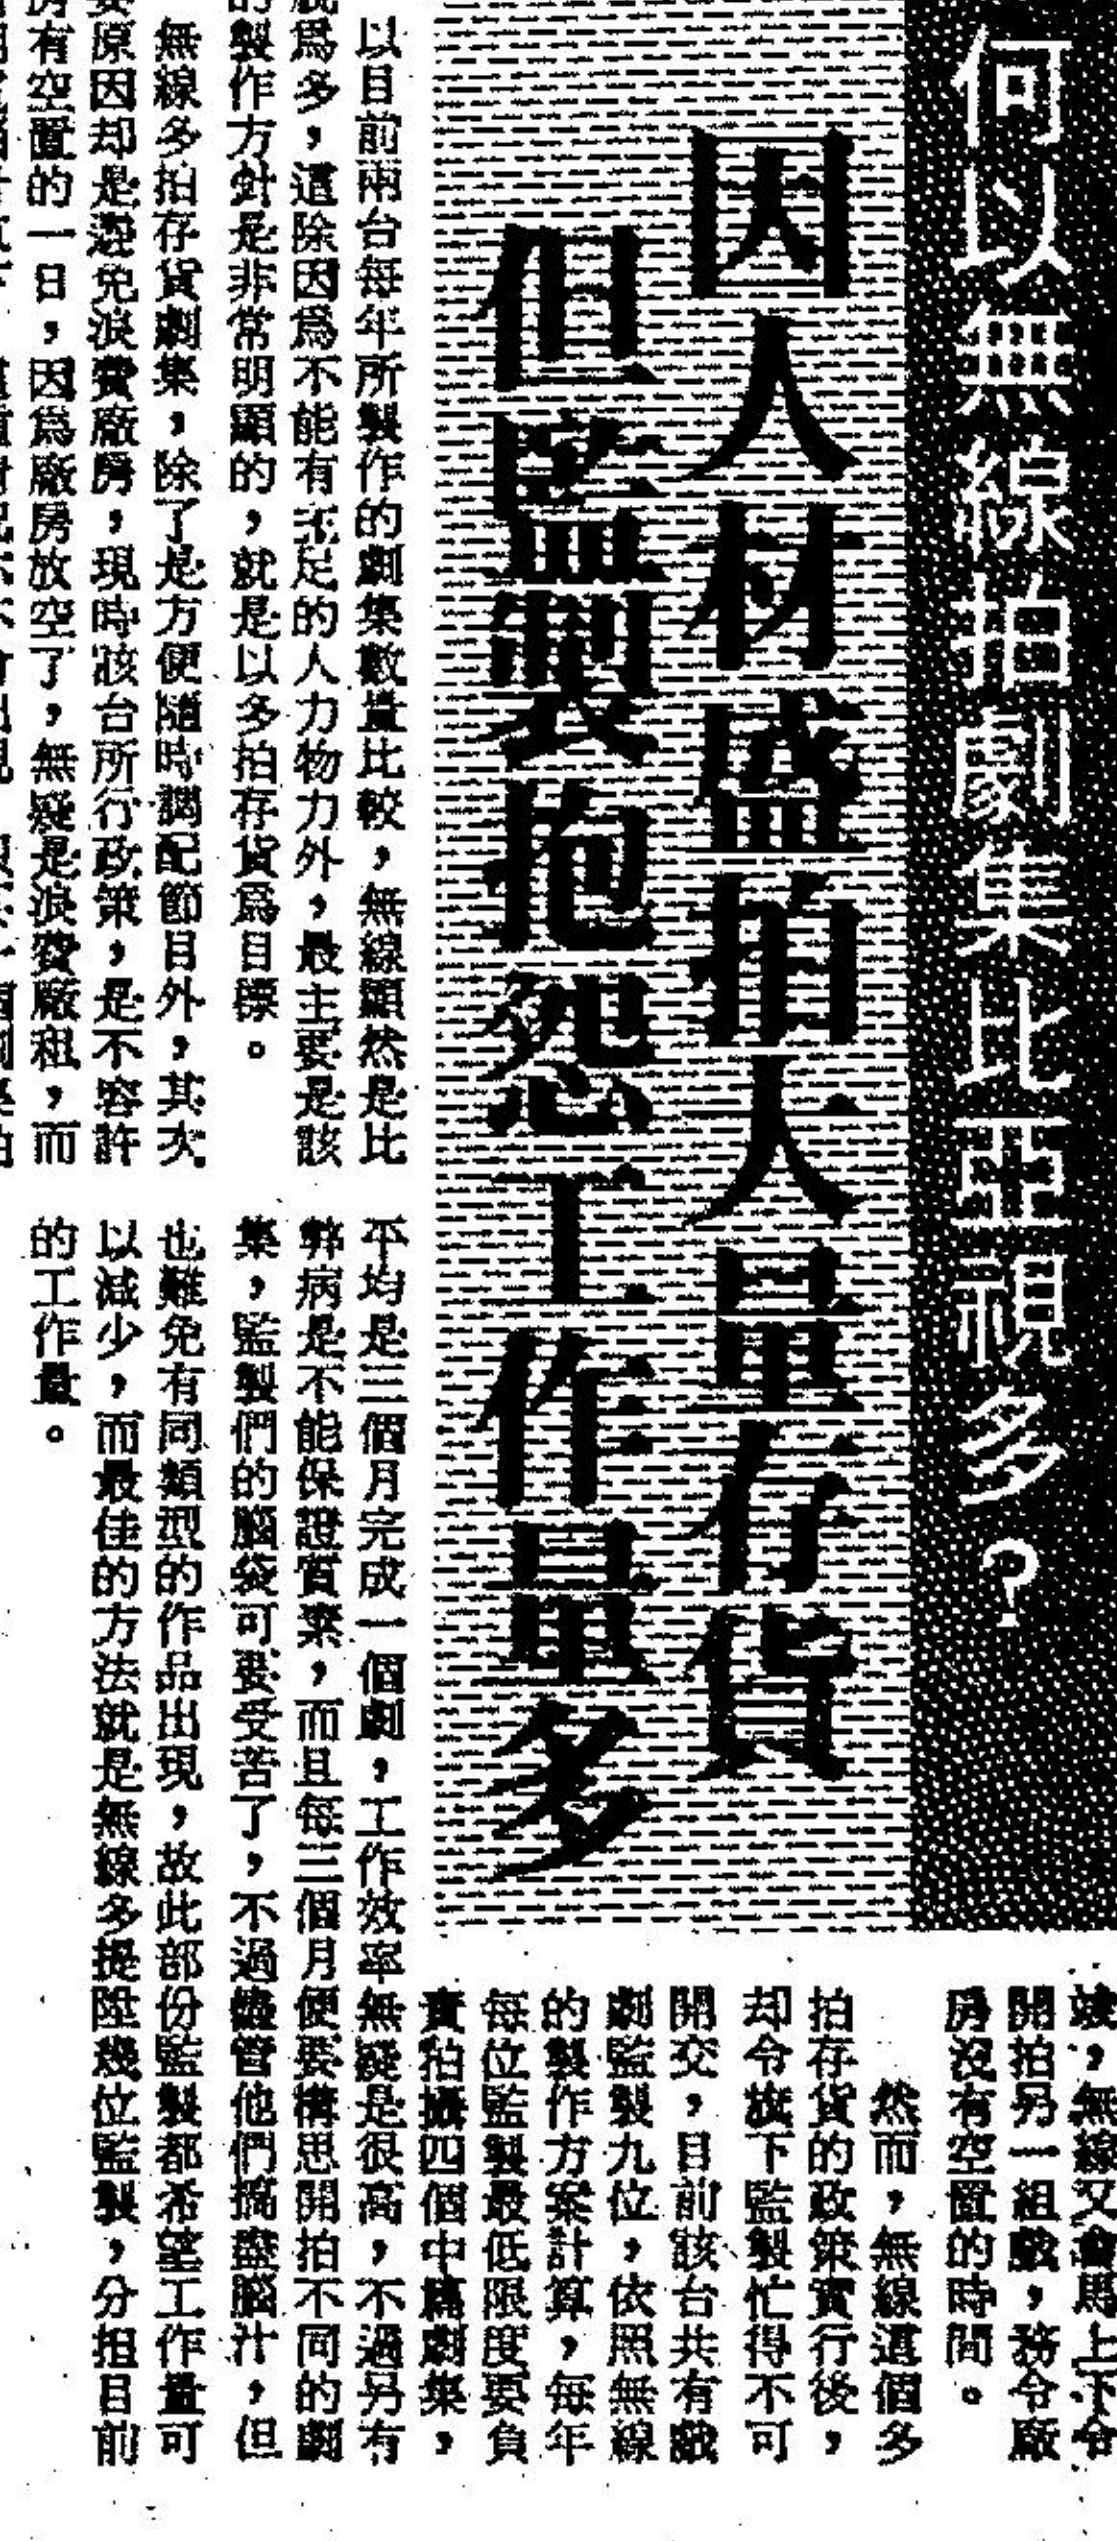 何以無線拍劇集比亞視多？
因人材盛拍大量存貨
但監製抱怨工作量多
以目前兩台每年所製作的劇集數量比較，無線顯然是比
爲多，這除因爲不能有充足的人力物力外，最主要是該
製作方針是非常明顯的，就是以多拍存貨爲目標。
無線多拍存貨劇集，除了是方便隨時調配節目外，其次
原因却是避免浪費廠房，現時該台所行政策，是不容許
有空置的一日，因爲廠房放空了，無疑是浪費廠租，而
，無線又會馬上下令
開拍另一組戲，務令廠
房沒有空置的時間。
然而，無線這個多
拍存貨的政策實行後，
却令旗下監製忙得不可
開交，目前該台共有戲
劇監製九位，依照無線
的製作方案計算，每年
每位監製最低限度要負
責拍攝四個中篇劇集，
平均是三個月完成一個劇，工作效率無疑是很高，不過另有
弊病是不能保證質素，而且每三個月便要構思開拍不同的劇
集，監製們的腦袋可要受苦了，不過儘管他們搞盡腦汁，但
也難免有同類型的作品出現，故此部份監製都希望工作量可
以減少，而最佳的方法就是無線多提陞幾位監製，分担目前
的工作量。